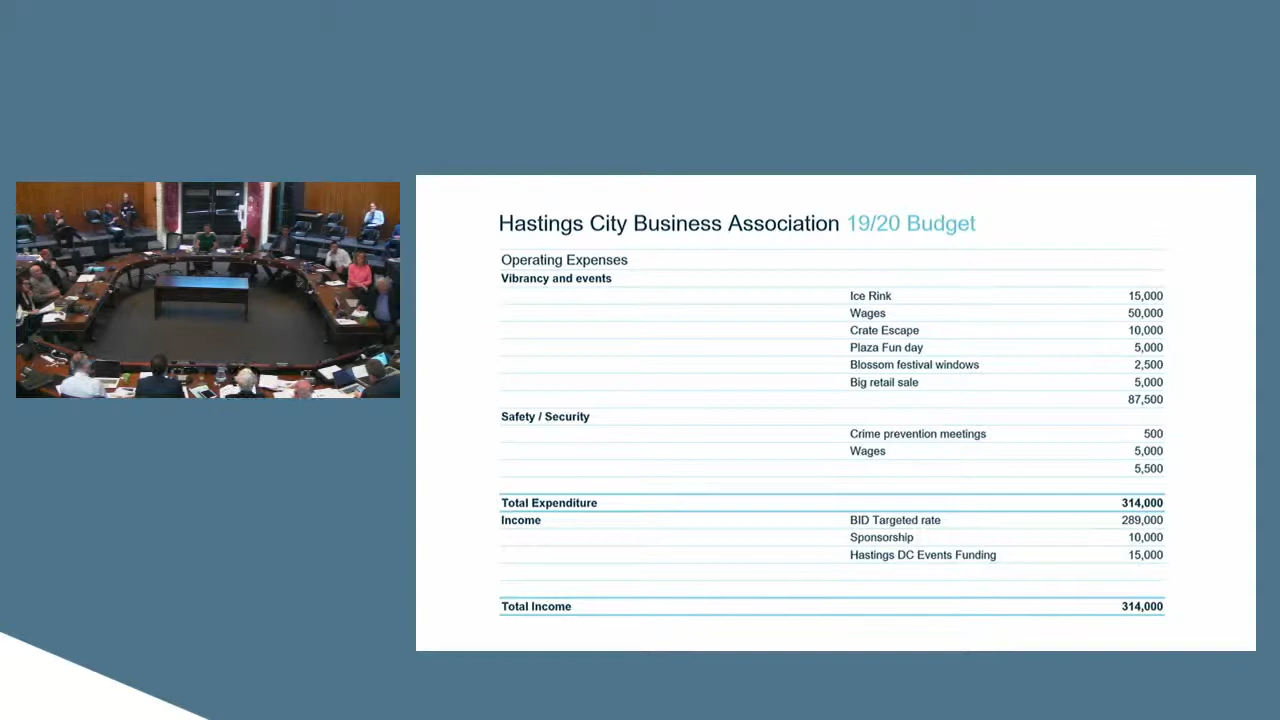 Hastings City Business Association 19/20 Budget
Operating Expenses
Vibrancy and events
Ice Rink 15,000
Wages 50,000
Crate Escape 10,000
Plaza Fun day 5,000
Blossom festival windows 2,500
Big retail sale 5,000
87,500
Safety / Security
Crime prevention meetings 500
Wages 5,000
5,500
Total Expenditure 314,000
Income BID Targeted rate 289,000
Sponsorship 10,000
Hastings DC Events Funding 15,000
Total Income 314,000